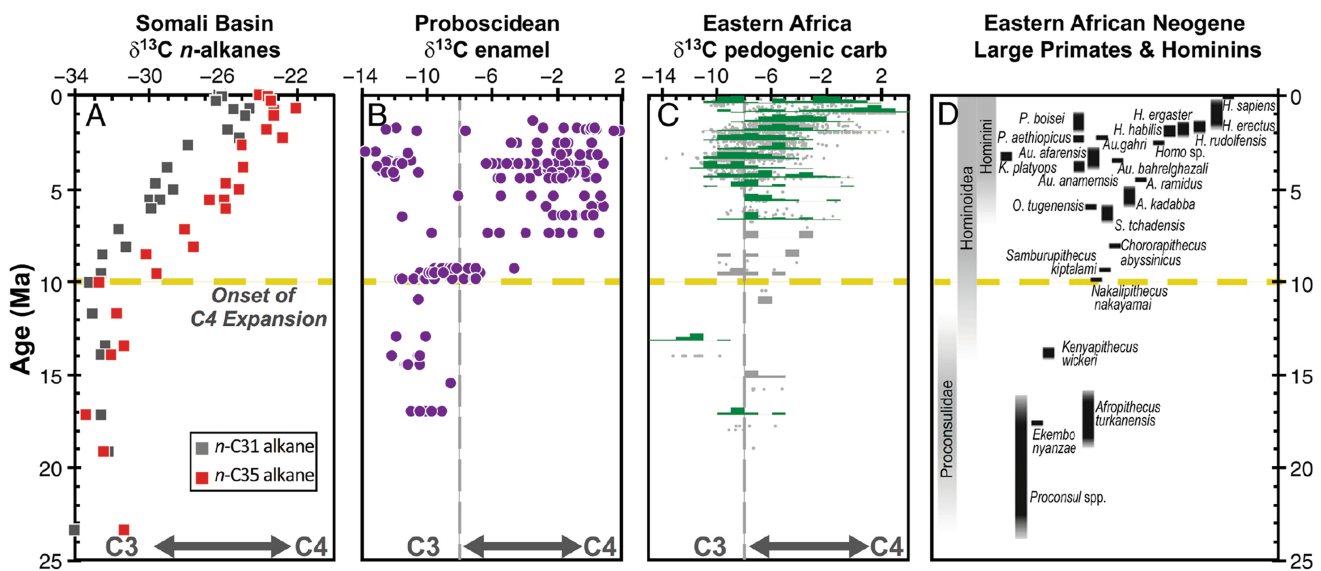 Somali Basin
δ13C n-alkanes
Proboscidean
δ13C enamel
Eastern Africa
δ13C pedogenic carb
Eastern African Neogene
Large Primates & Hominins
−34 −30 −26 −22
−14 −10 −6 −2 2
−14 −10 −6 −2 2
Age (Ma)
0
5
10
15
20
25
A
Onset of
C4 Expansion
n-C31 alkane
n-C35 alkane
C3 C4
B
C3 C4
C
C3 C4
D
Proconsulidae
Hominoidea
Hominini
H. sapiens
P. boisei
H. ergaster
H. habilis
H. erectus
P. aethiopicus
Au.gahri
H. rudolfensis
Homo sp.
Au. afarensis
K. platyops
Au. bahrelghazali
Au. anamemsis
A. ramidus
A. kadabba
O. tugenensis
S. tchadensis
Chororapithecus
abyssinicus
Samburupithecus
kiptalami
Nakalipithecus
nakayamai
Kenyapithecus
wickeri
Afropithecus
turkanensis
Ekembo
nyanzae
Proconsul spp.
0
5
10
15
20
25